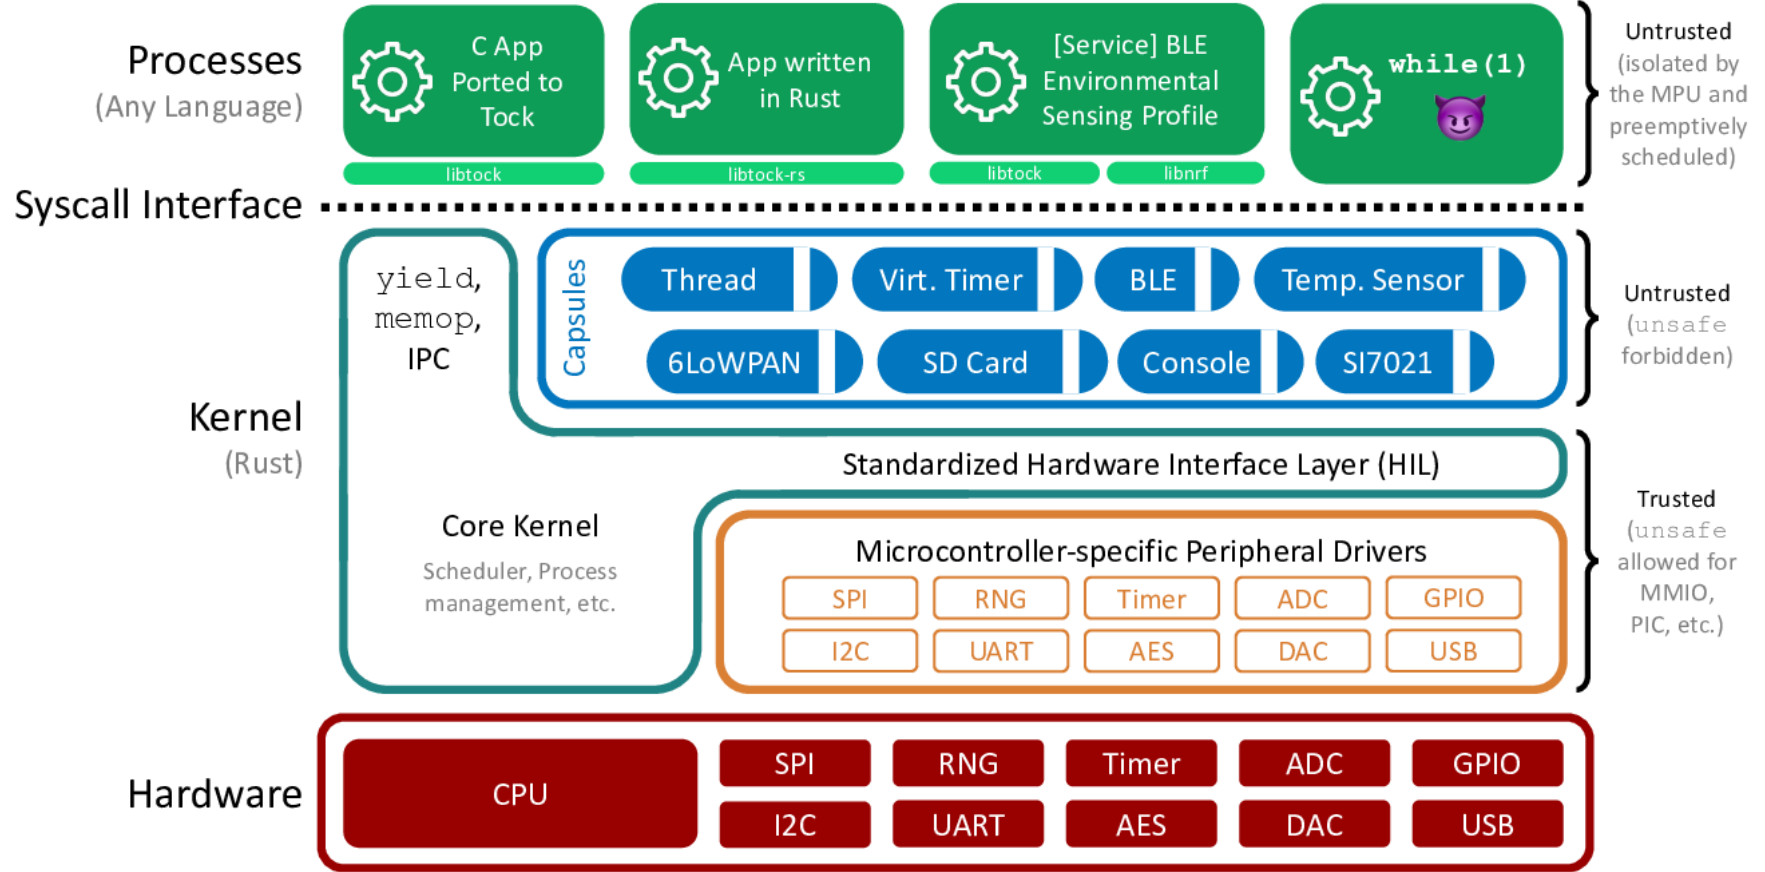 Processes
(Any Language)
C App
Ported to
Tock
libtock
App written
in Rust
libtock-rs
[Service] BLE
Environmental
Sensing Profile
libtock
libnrf
while(1)
Untrusted
(isolated by
the MPU and
preemptively
scheduled)
Syscall Interface
Kernel
(Rust)
yield,
memop,
IPC
Capsules
Thread
Virt. Timer
BLE
Temp. Sensor
6LoWPAN
SD Card
Console
SI7021
Untrusted
(unsafe
forbidden)
Standardized Hardware Interface Layer (HIL)
Core Kernel
Scheduler, Process
management, etc.
Microcontroller-specific Peripheral Drivers
SPI
RNG
Timer
ADC
GPIO
I2C
UART
AES
DAC
USB
Trusted
(unsafe
allowed for
MMIO,
PIC, etc.)
Hardware
CPU
SPI
RNG
Timer
ADC
GPIO
I2C
UART
AES
DAC
USB